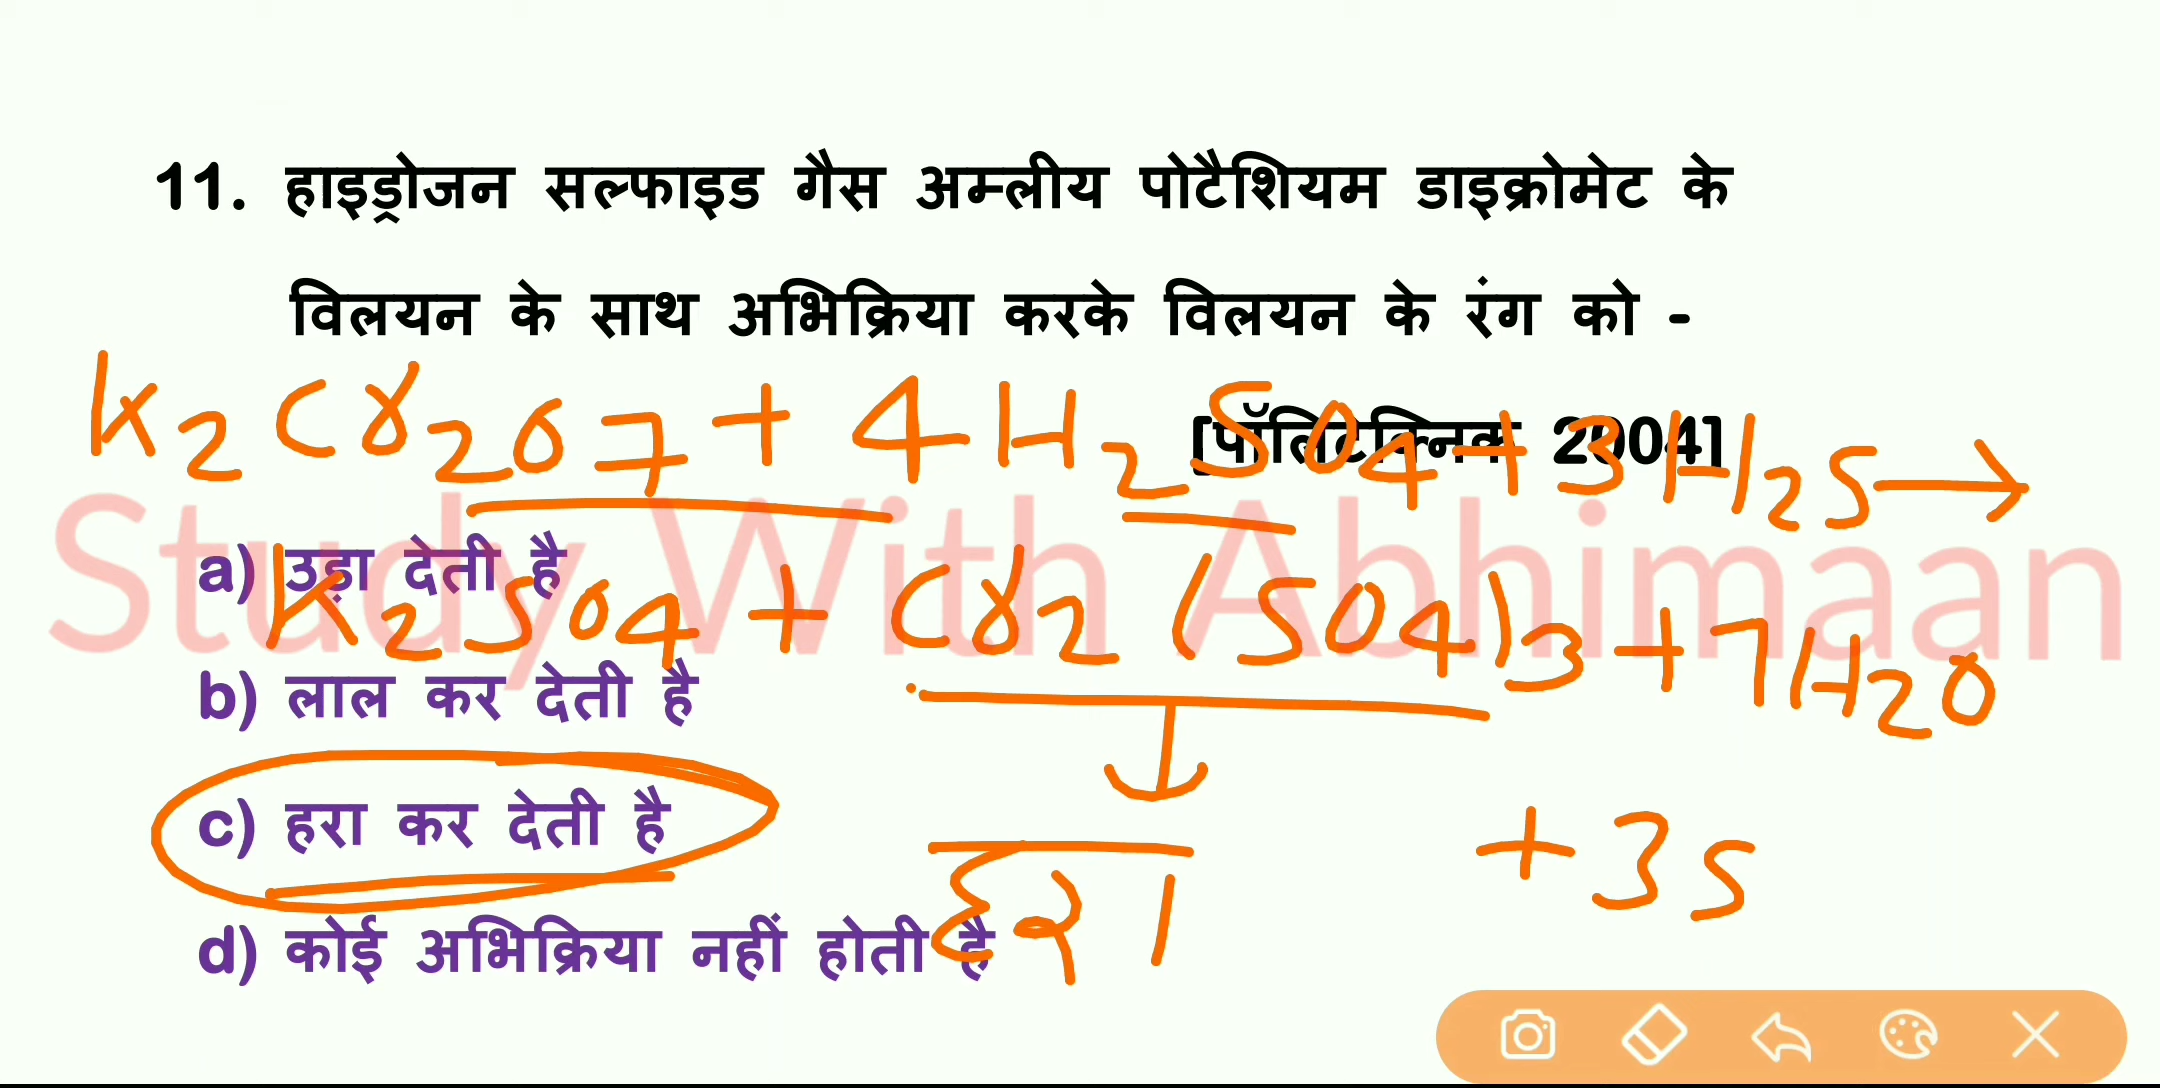 11. हाइड्रोजन सल्फाइड गैस अम्लीय पोटैशियम डाइक्रोमेट के
विलयन के साथ अभिक्रिया करके विलयन के रंग को -
K2Cr2O7 + 4H2SO4 + 3H2S →
[पॉलिटेक्निक 2004]
Study With Abhimaan
a) उड़ा देती है
K2SO4 + Cr2(SO4)3 + 7H2O
b) लाल कर देती है
c) हरा कर देती है
+3S
हरा
d) कोई अभिक्रिया नहीं होती है